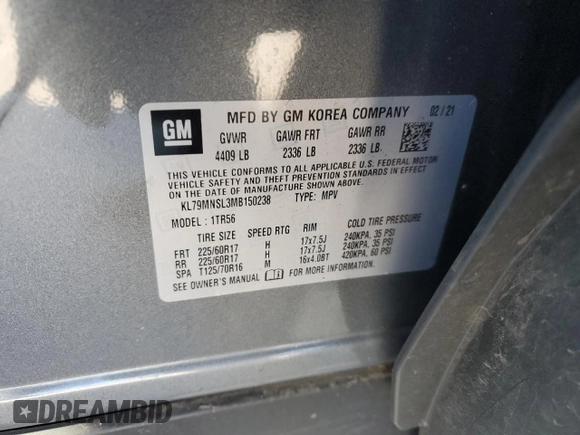 GM
MFD BY GM KOREA COMPANY 02/21
GVWR GAWR FRT GAWR RR
4409 LB 2336 LB 2336 LB
THIS VEHICLE CONFORMS TO ALL APPLICABLE U.S. FEDERAL MOTOR
VEHICLE SAFETY, BUMPER, AND THEFT PREVENTION STANDARDS IN EFFECT
ON THE DATE OF MANUFACTURE SHOWN ABOVE.
KL79MNSL3MB150238 TYPE: MPV
MODEL: 1TR56
TIRE SIZE SPEED RTG RIM COLD TIRE PRESSURE
FRT 225/60R17 H 17x7.5J 240KPA, 35 PSI
RR 225/60R17 H 17x7.5J 240KPA, 35 PSI
SPA T125/70R16 M 16x4.0BT 420KPA, 60 PSI
SEE OWNER'S MANUAL FOR MORE INFORMATION.
DREAMBID